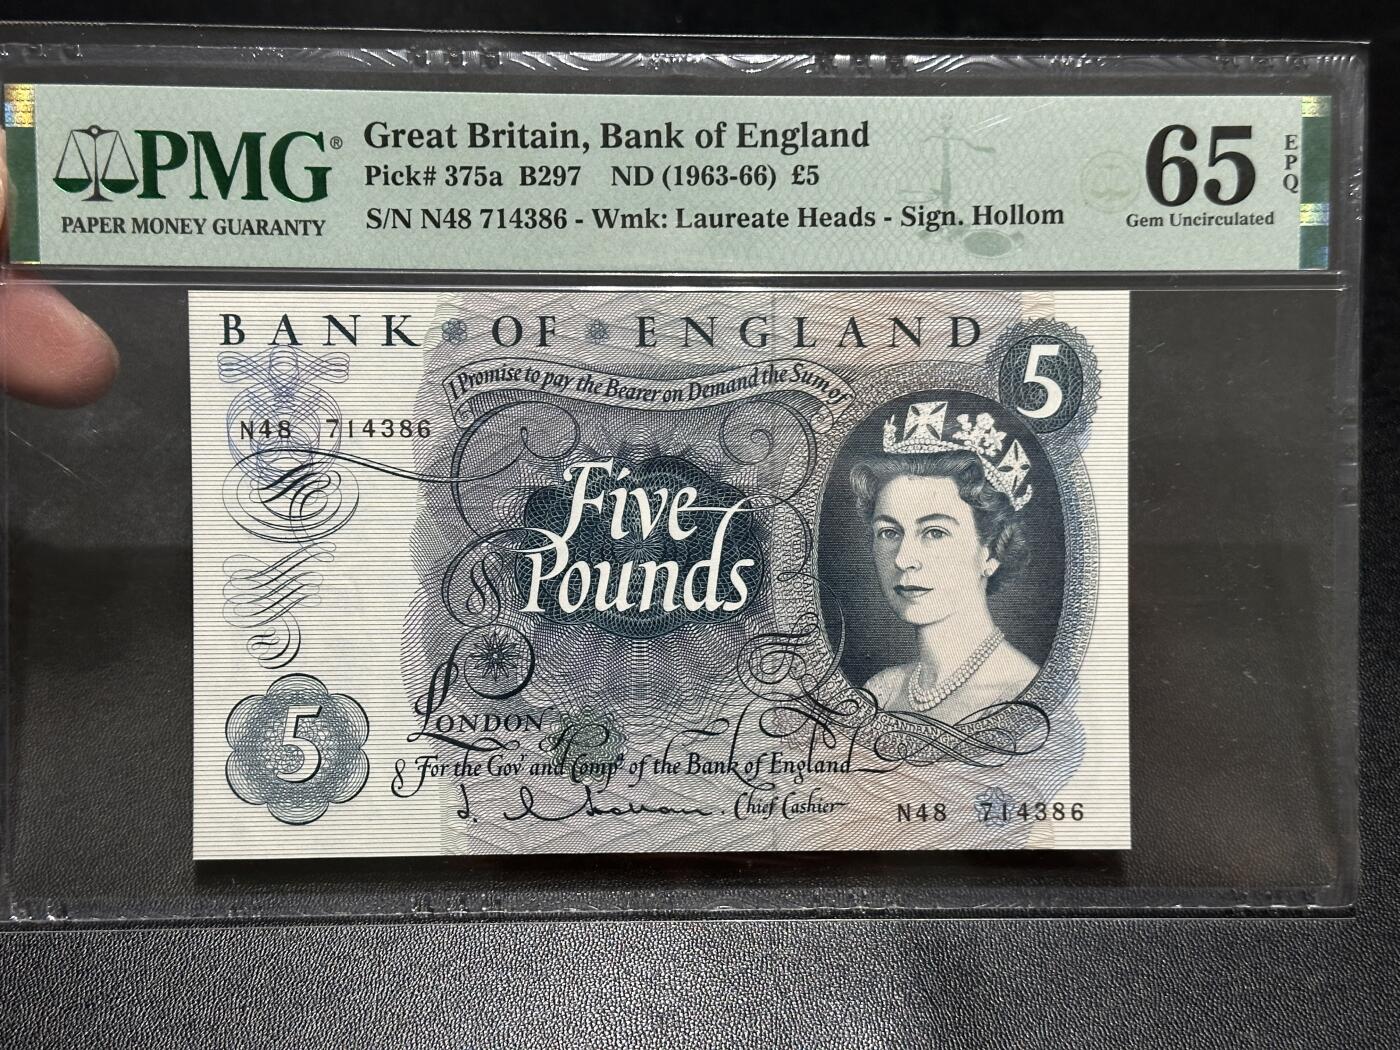 PMG®
PAPER MONEY GUARANTY
Great Britain, Bank of England
Pick# 375a B297 ND (1963-66) £5
S/N N48 714386 - Wmk: Laureate Heads - Sign. Hollom
65
EPQ
Gem Uncirculated
BANK OF ENGLAND
5
I Promise to pay the Bearer on Demand the Sum of
N48 714386
Five
Pounds
LONDON
5
For the Govr and Compa of the Bank of England
Chief Cashier
N48 714386